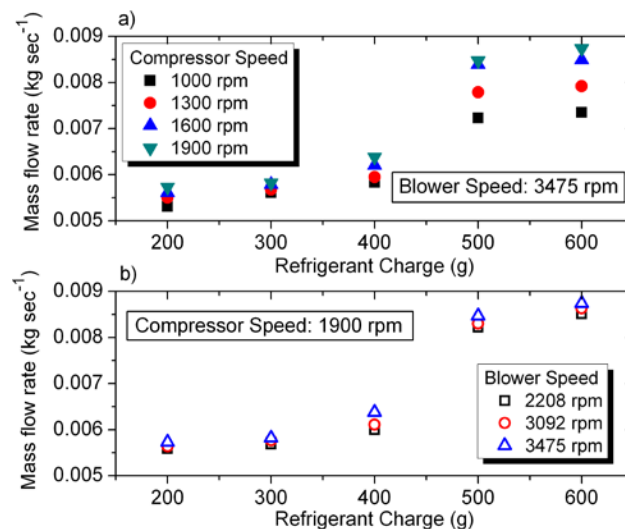 a)
0.009
0.008
0.007
0.006
0.005
Mass flow rate (kg sec⁻¹)
Compressor Speed
1000 rpm
1300 rpm
1600 rpm
1900 rpm
Blower Speed: 3475 rpm
200 300 400 500 600
Refrigerant Charge (g)
b)
0.009
0.008
0.007
0.006
0.005
Mass flow rate (kg sec⁻¹)
Compressor Speed: 1900 rpm
Blower Speed
2208 rpm
3092 rpm
3475 rpm
200 300 400 500 600
Refrigerant Charge (g)